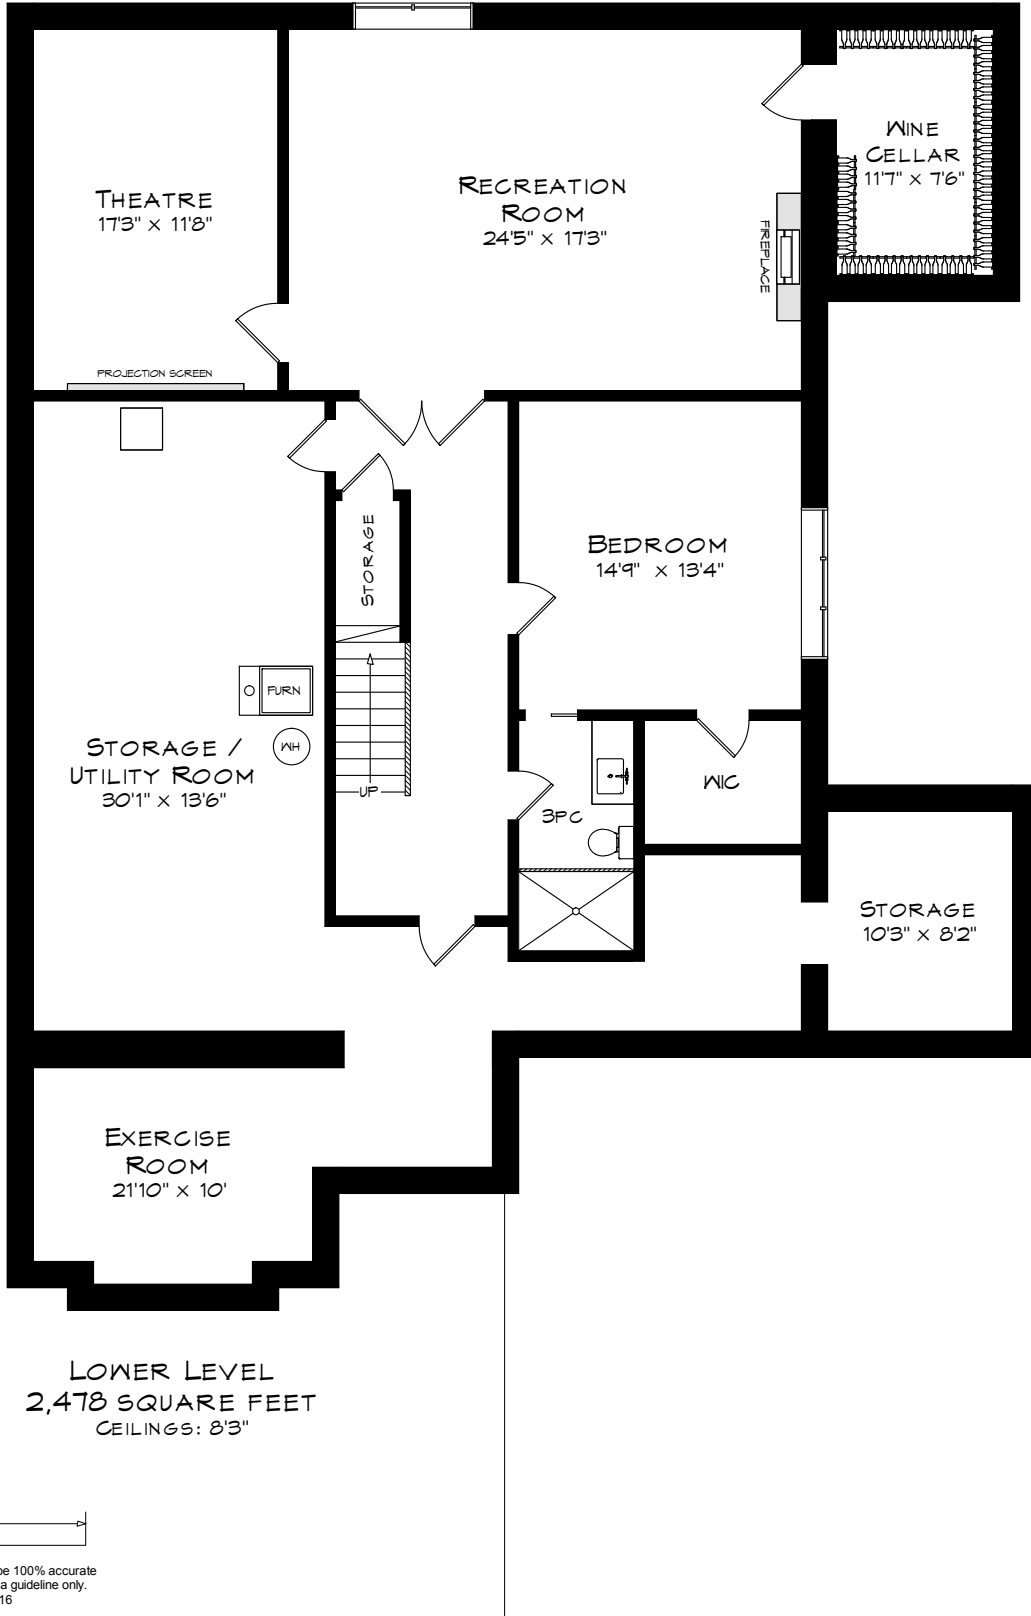 WINE
CELLAR
11'7" x 7'6"
THEATRE
17'3" x 11'8"
RECREATION
ROOM
24'5" x 17'3"
FIREPLACE
PROJECTION SCREEN
STORAGE
BEDROOM
14'9" x 13'4"
FURN
WH
STORAGE /
UTILITY ROOM
30'1" x 13'6"
UP
3PC
WIC
STORAGE
10'3" x 8'2"
EXERCISE
ROOM
21'10" x 10'
LOWER LEVEL
2,478 SQUARE FEET
CEILINGS: 8'3"
be 100% accurate
a guideline only.
16